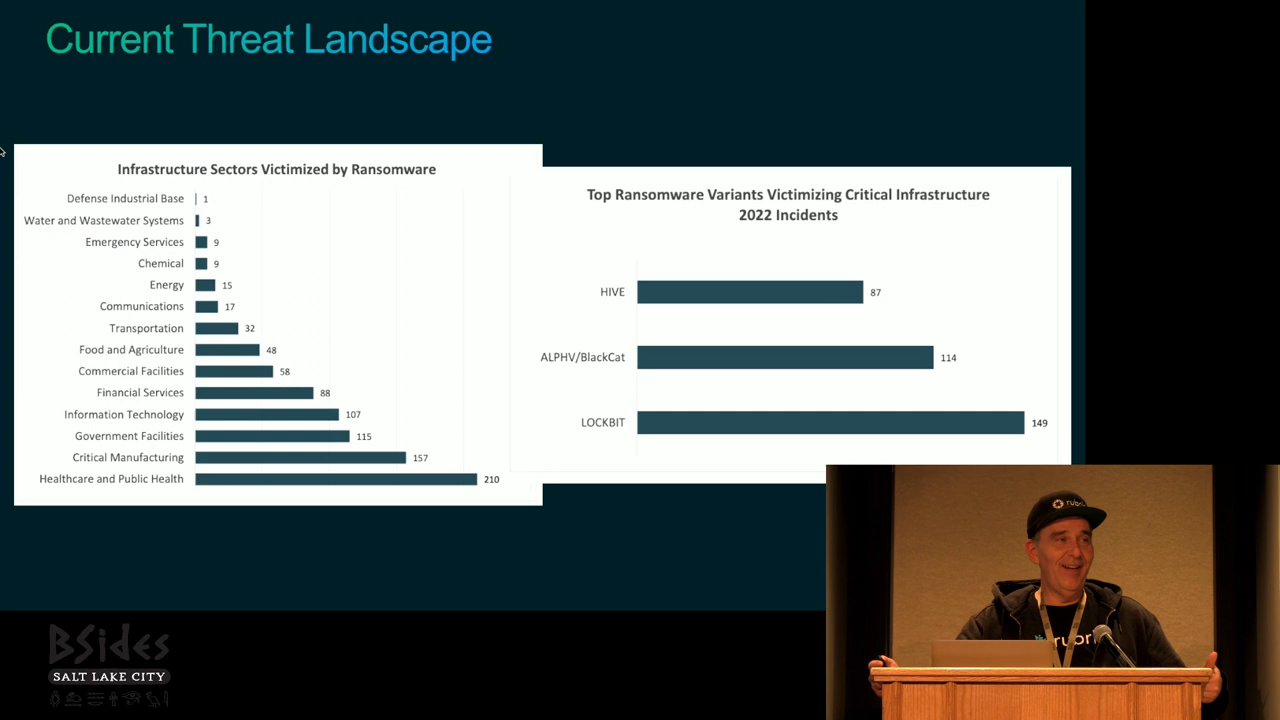 Current Threat Landscape
Infrastructure Sectors Victimized by Ransomware
Defense Industrial Base 1
Water and Wastewater Systems 3
Emergency Services 9
Chemical 9
Energy 15
Communications 17
Transportation 32
Food and Agriculture 48
Commercial Facilities 58
Financial Services 88
Information Technology 107
Government Facilities 115
Critical Manufacturing 157
Healthcare and Public Health 210
Top Ransomware Variants Victimizing Critical Infrastructure
2022 Incidents
HIVE 87
ALPHV/BlackCat 114
LOCKBIT 149
BSides
SALT LAKE CITY